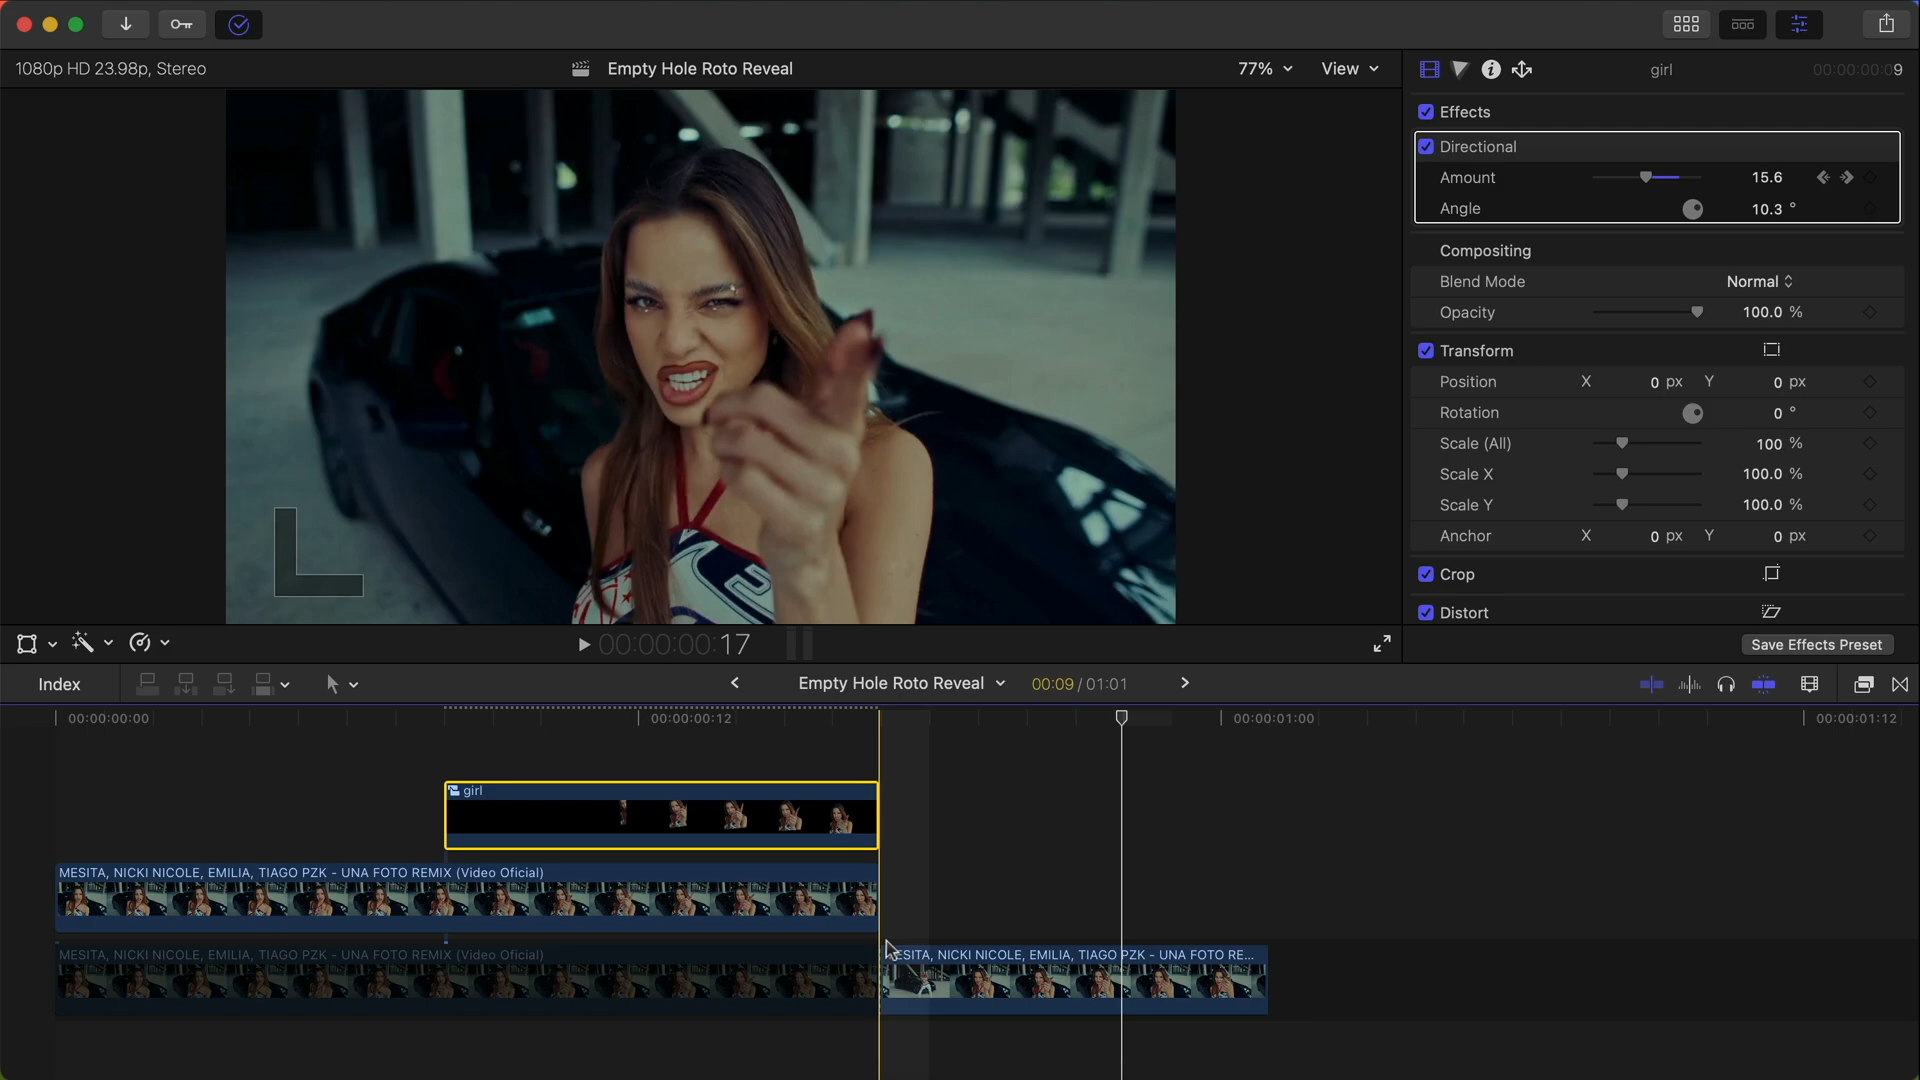 1080p HD 23.98p, Stereo
Empty Hole Roto Reveal
77%
View
girl
00:00:00:09
Effects
Directional
Amount
15.6
Angle
10.3 °
Compositing
Blend Mode
Normal
Opacity
100.0 %
Transform
Position
X
0 px
Y
0 px
Rotation
0 °
Scale (All)
100 %
Scale X
100.0 %
Scale Y
100.0 %
Anchor
X
0 px
Y
0 px
Crop
Distort
00:00:00:17
Save Effects Preset
Index
Empty Hole Roto Reveal
00:09 / 01:01
00:00:00:00
00:00:00:12
00:00:01:00
00:00:01:12
girl
MESITA, NICKI NICOLE, EMILIA, TIAGO PZK - UNA FOTO REMIX (Video Oficial)
MESITA, NICKI NICOLE, EMILIA, TIAGO PZK - UNA FOTO REMIX (Video Oficial)
ESITA, NICKI NICOLE, EMILIA, TIAGO PZK - UNA FOTO RE...